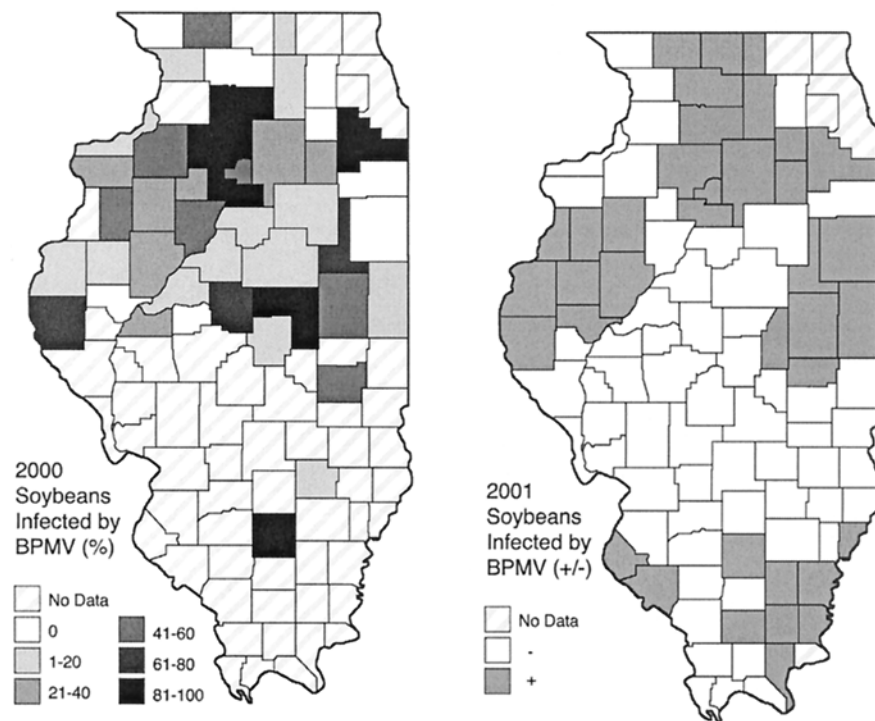 2000
Soybeans
Infected by
BPMV (%)
No Data
0
1-20
21-40
41-60
61-80
81-100
2001
Soybeans
Infected by
BPMV (+/-)
No Data
-
+